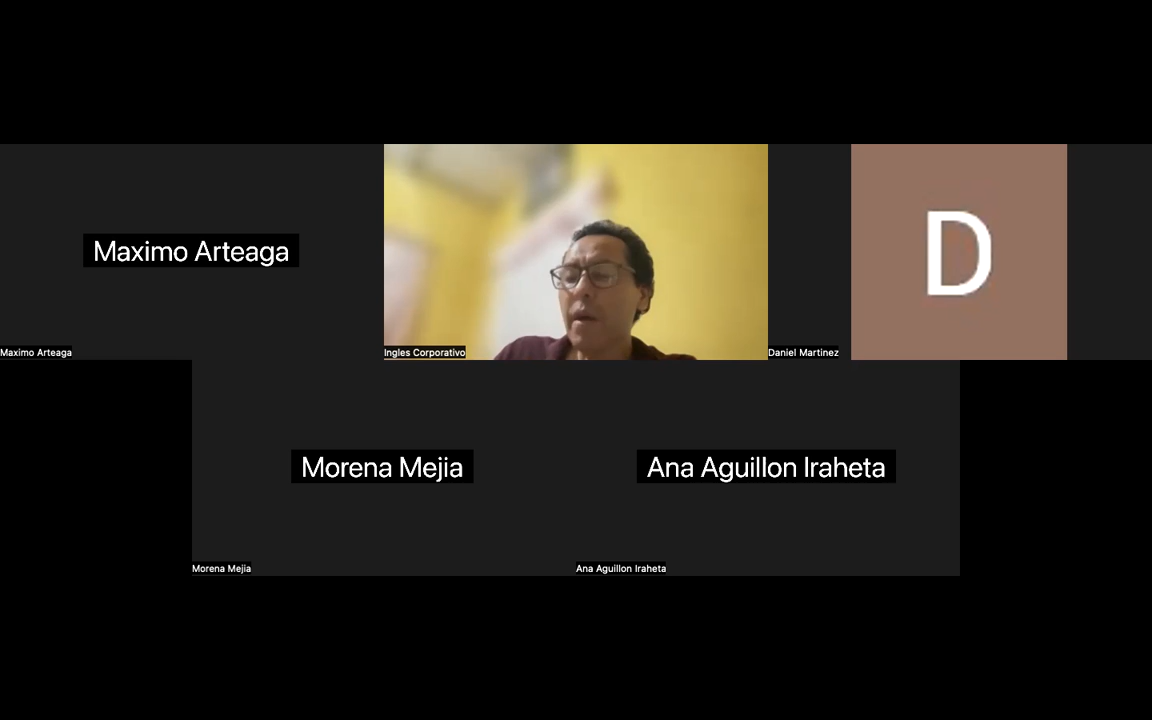 Maximo Arteaga
Maximo Arteaga
Ingles Corporativo
D
Daniel Martinez
Morena Mejia
Ana Aguillon Iraheta
Morena Mejia
Ana Aguillon Iraheta